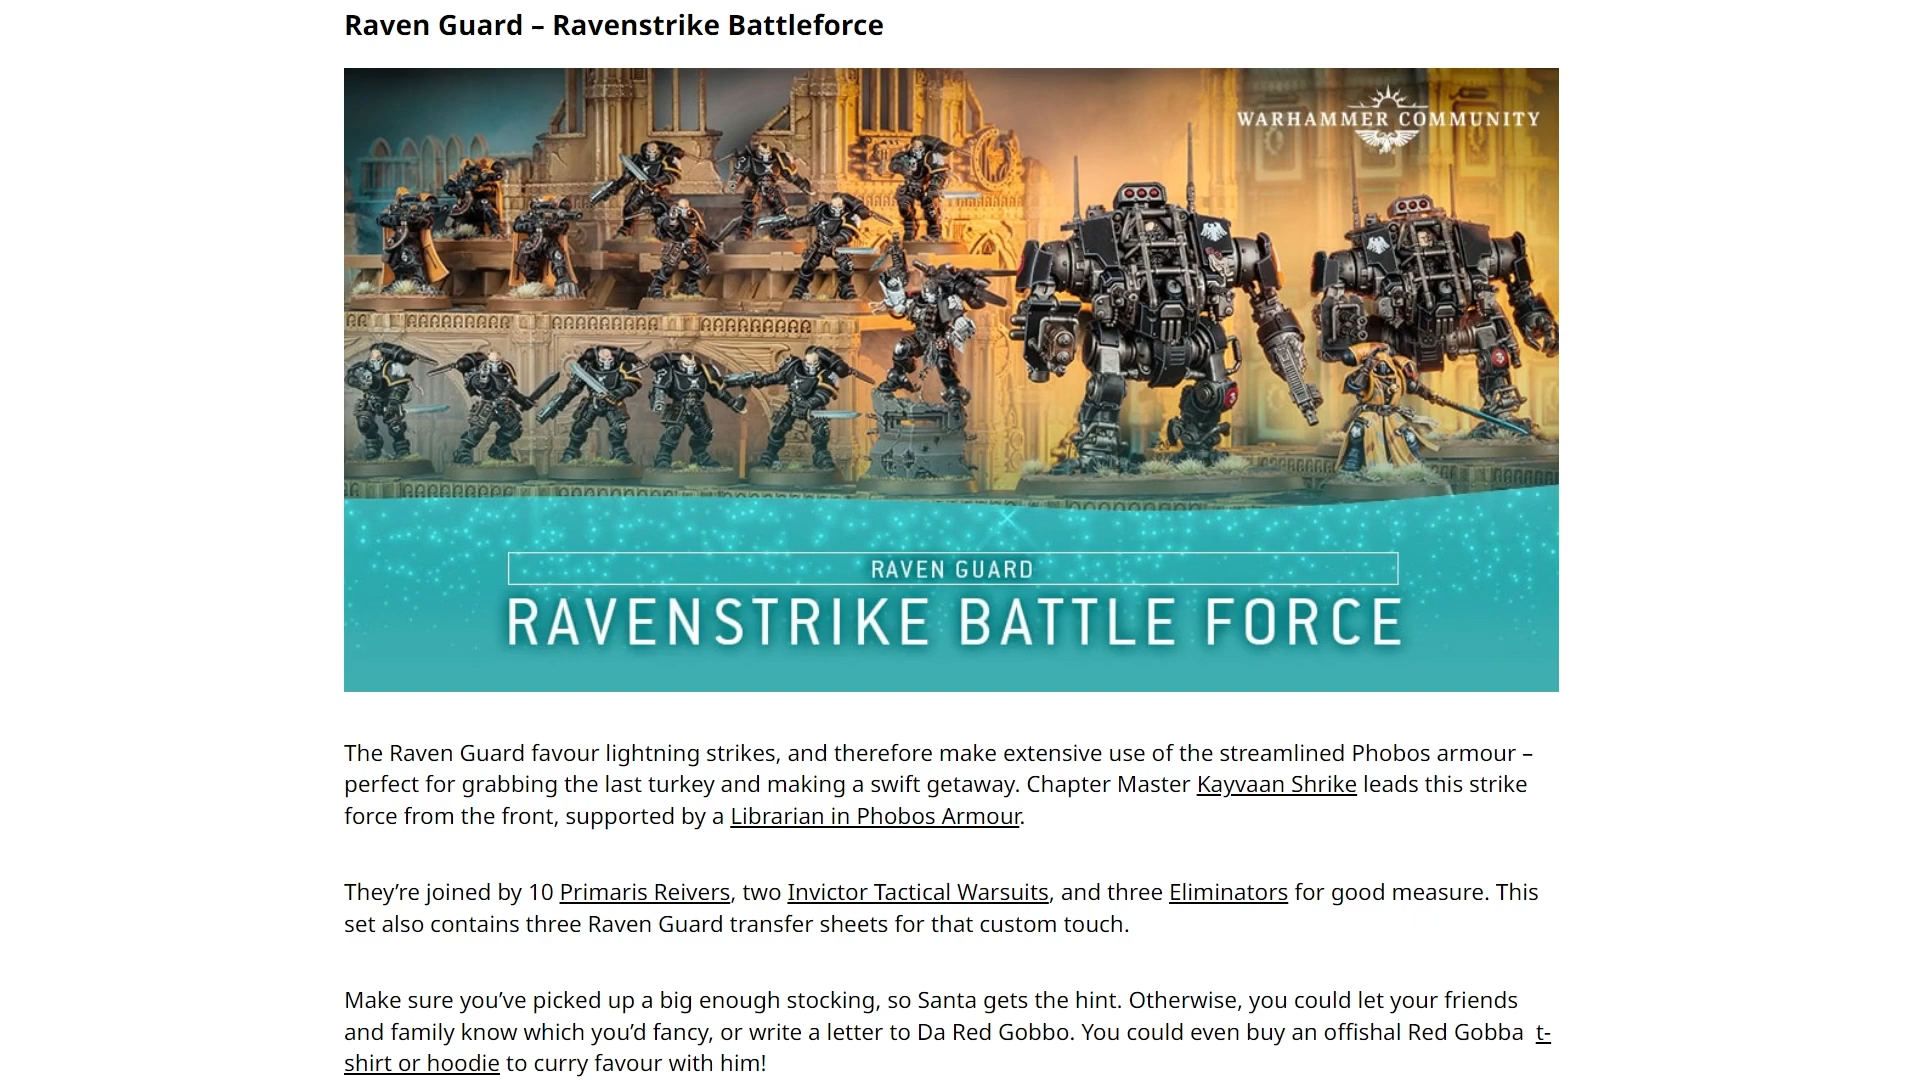 Raven Guard – Ravenstrike Battleforce
WARHAMMER COMMUNITY
RAVEN GUARD
RAVENSTRIKE BATTLE FORCE
The Raven Guard favour lightning strikes, and therefore make extensive use of the streamlined Phobos armour –
perfect for grabbing the last turkey and making a swift getaway. Chapter Master Kayvaan Shrike leads this strike
force from the front, supported by a Librarian in Phobos Armour.
They’re joined by 10 Primaris Reivers, two Invictor Tactical Warsuits, and three Eliminators for good measure. This
set also contains three Raven Guard transfer sheets for that custom touch.
Make sure you’ve picked up a big enough stocking, so Santa gets the hint. Otherwise, you could let your friends
and family know which you’d fancy, or write a letter to Da Red Gobbo. You could even buy an offishal Red Gobba t-
shirt or hoodie to curry favour with him!